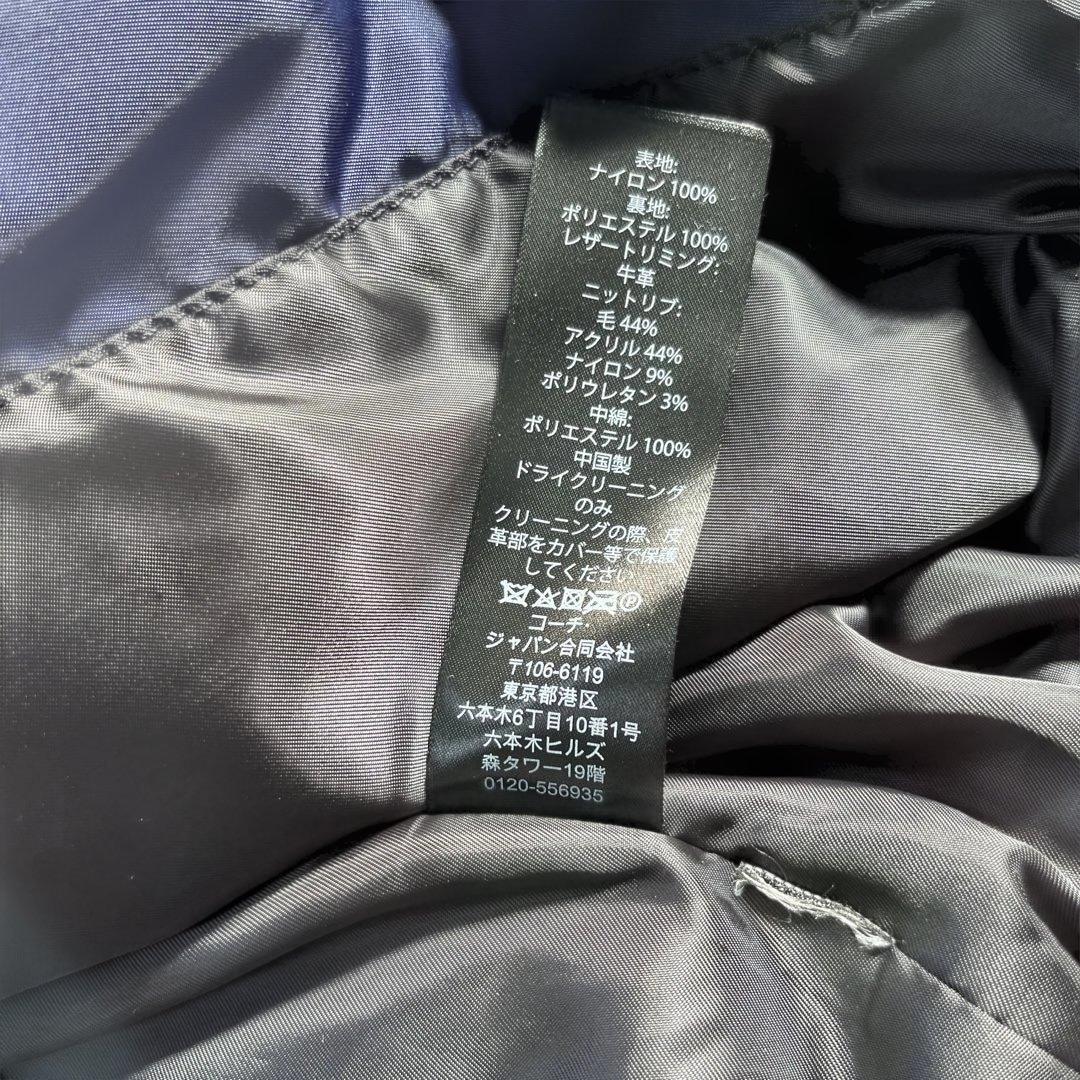 表地:
ナイロン 100%
裏地:
ポリエステル 100%
レザートリミング:
牛革
ニットリブ:
毛 44%
アクリル 44%
ナイロン 9%
ポリウレタン 3%
中綿:
ポリエステル 100%
中国製
ドライクリーニング
のみ
クリーニングの際、皮
革部をカバー等で保護
してください
Ⓟ
コーチ・
ジャパン合同会社
〒106-6119
東京都港区
六本木6丁目10番1号
六本木ヒルズ
森タワー19階
0120-556935